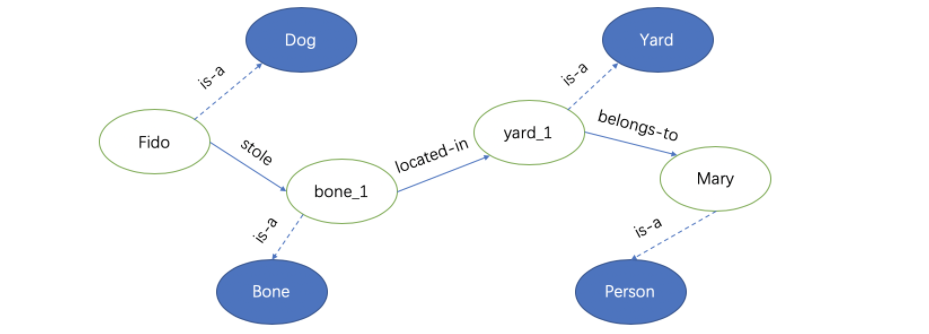 Dog
Yard
is-a
is-a
Fido
stole
bone_1
located-in
yard_1
belongs-to
Mary
is-a
is-a
Bone
Person